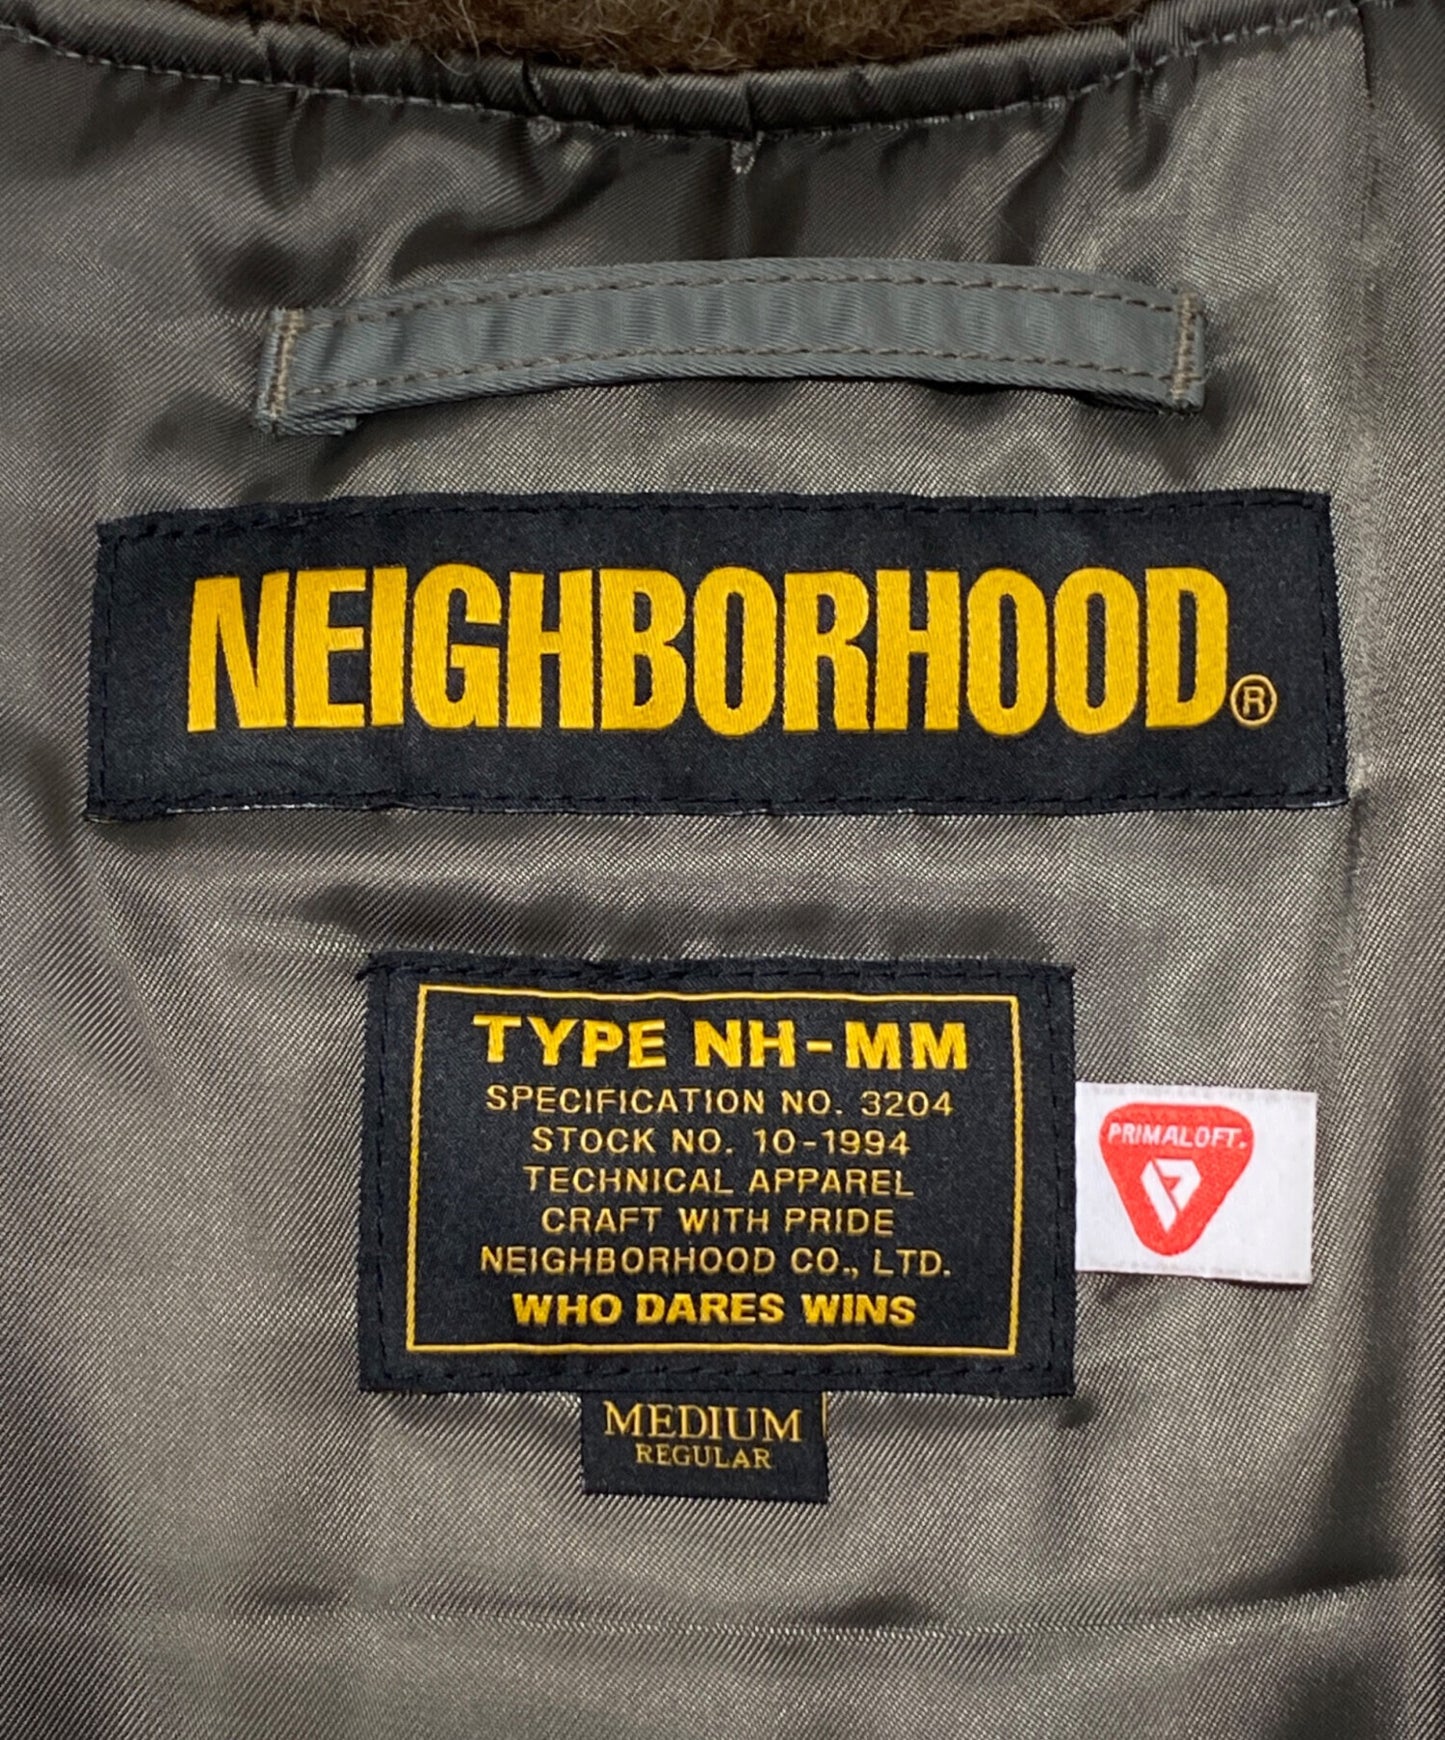 NEIGHBORHOOD®
TYPE NH-MM
SPECIFICATION NO. 3204
STOCK NO. 10-1994
TECHNICAL APPAREL
CRAFT WITH PRIDE
NEIGHBORHOOD CO., LTD.
WHO DARES WINS
PRIMALOFT.
MEDIUM
REGULAR